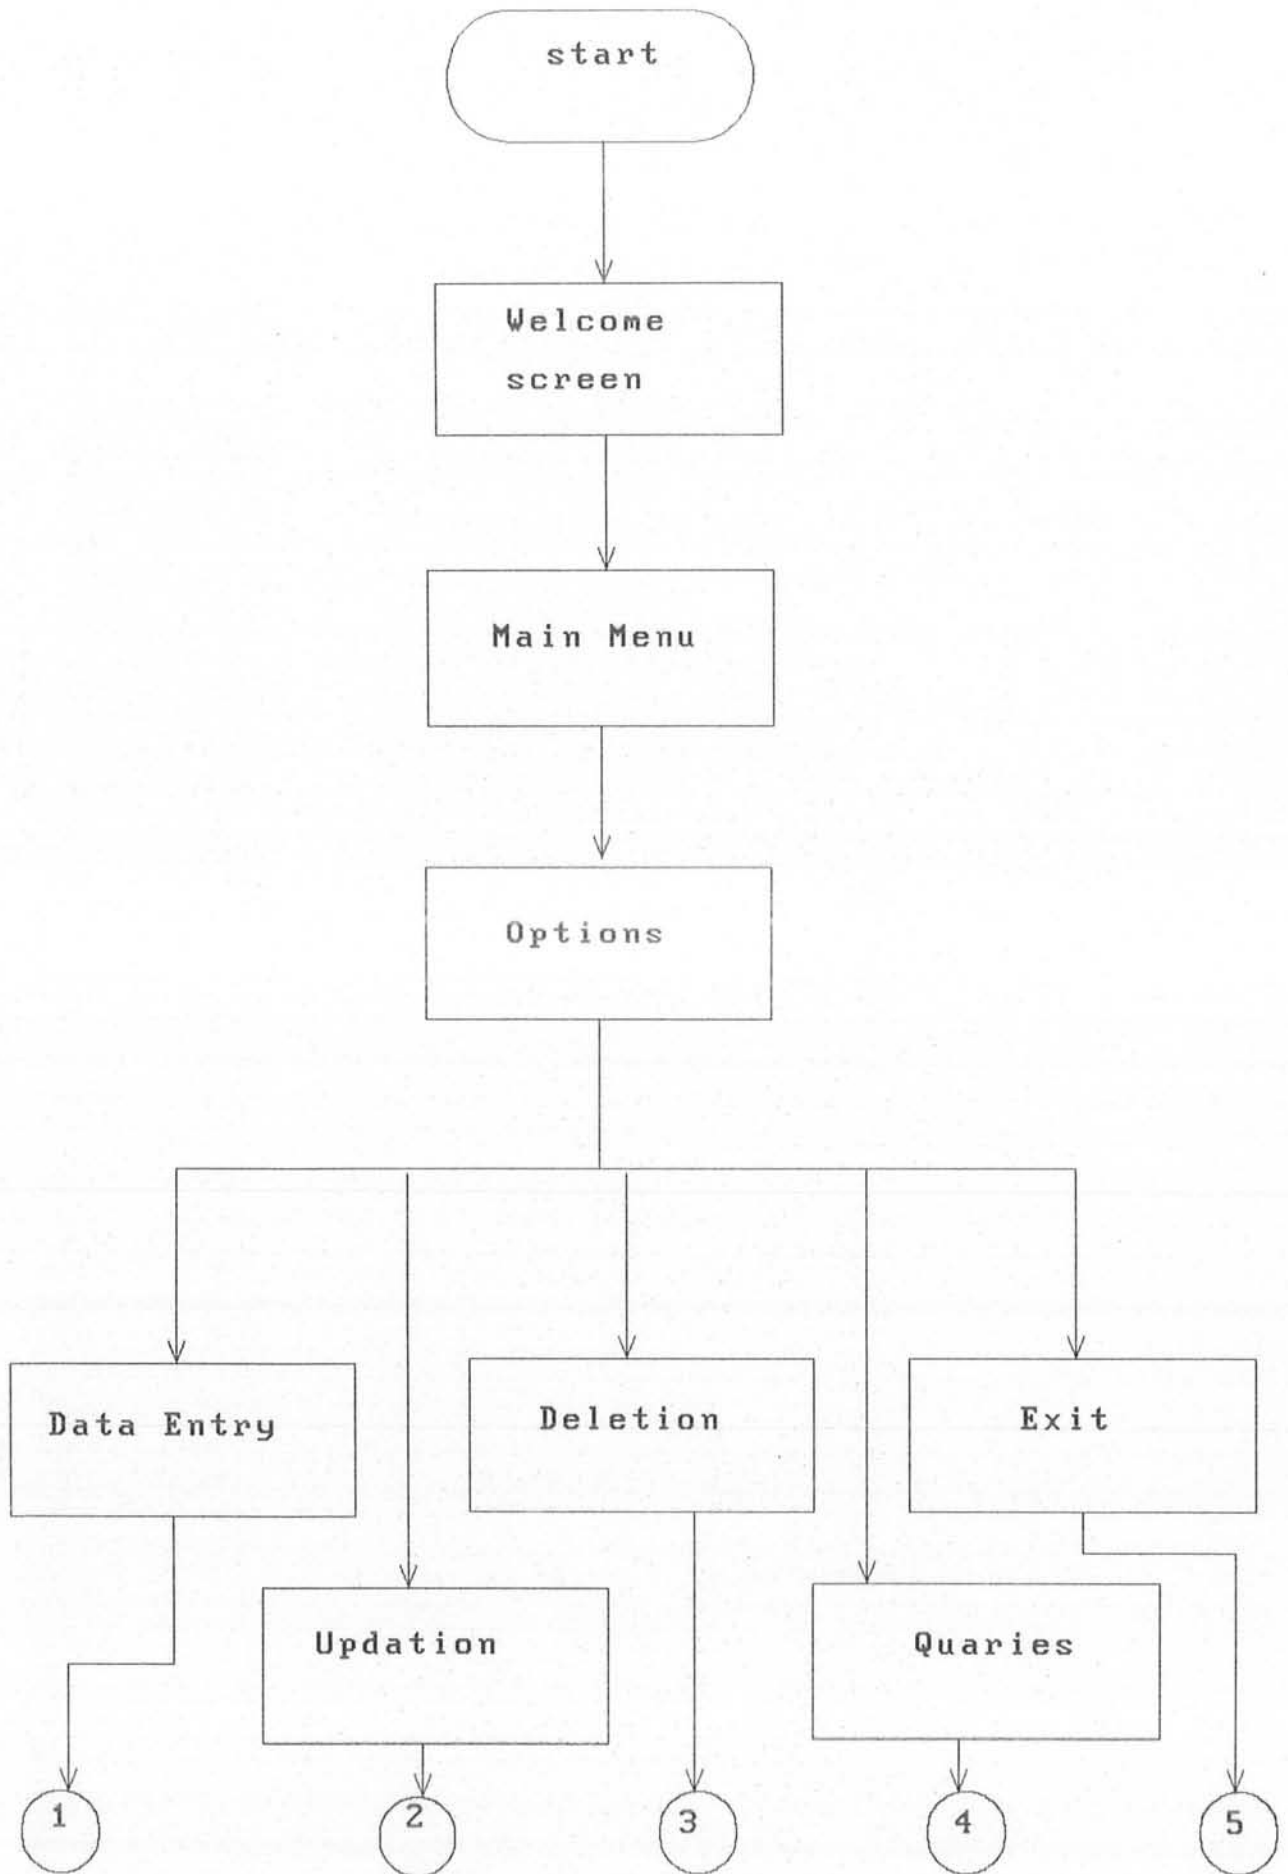 start
Welcome
screen
Main Menu
Options
Data Entry
Deletion
Exit
Updation
Quaries
1
2
3
4
5